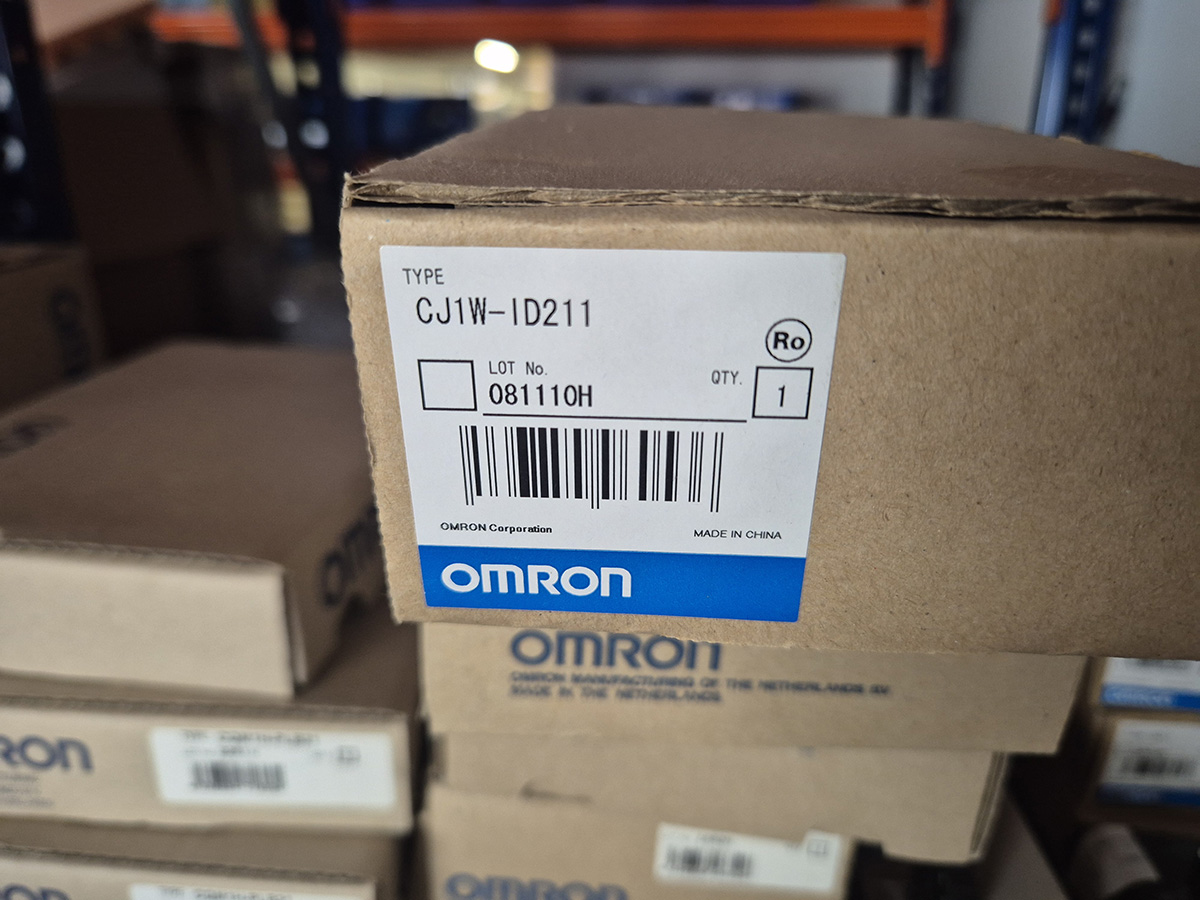 TYPE
CJ1W-ID211
Ro
LOT No.
081110H
QTY.
1
OMRON Corporation
MADE IN CHINA
OMRON
OMRON
OMRON MANUFACTURING OF THE NETHERLANDS B.V.
MADE IN THE NETHERLANDS
OMRON
RON
OMRON